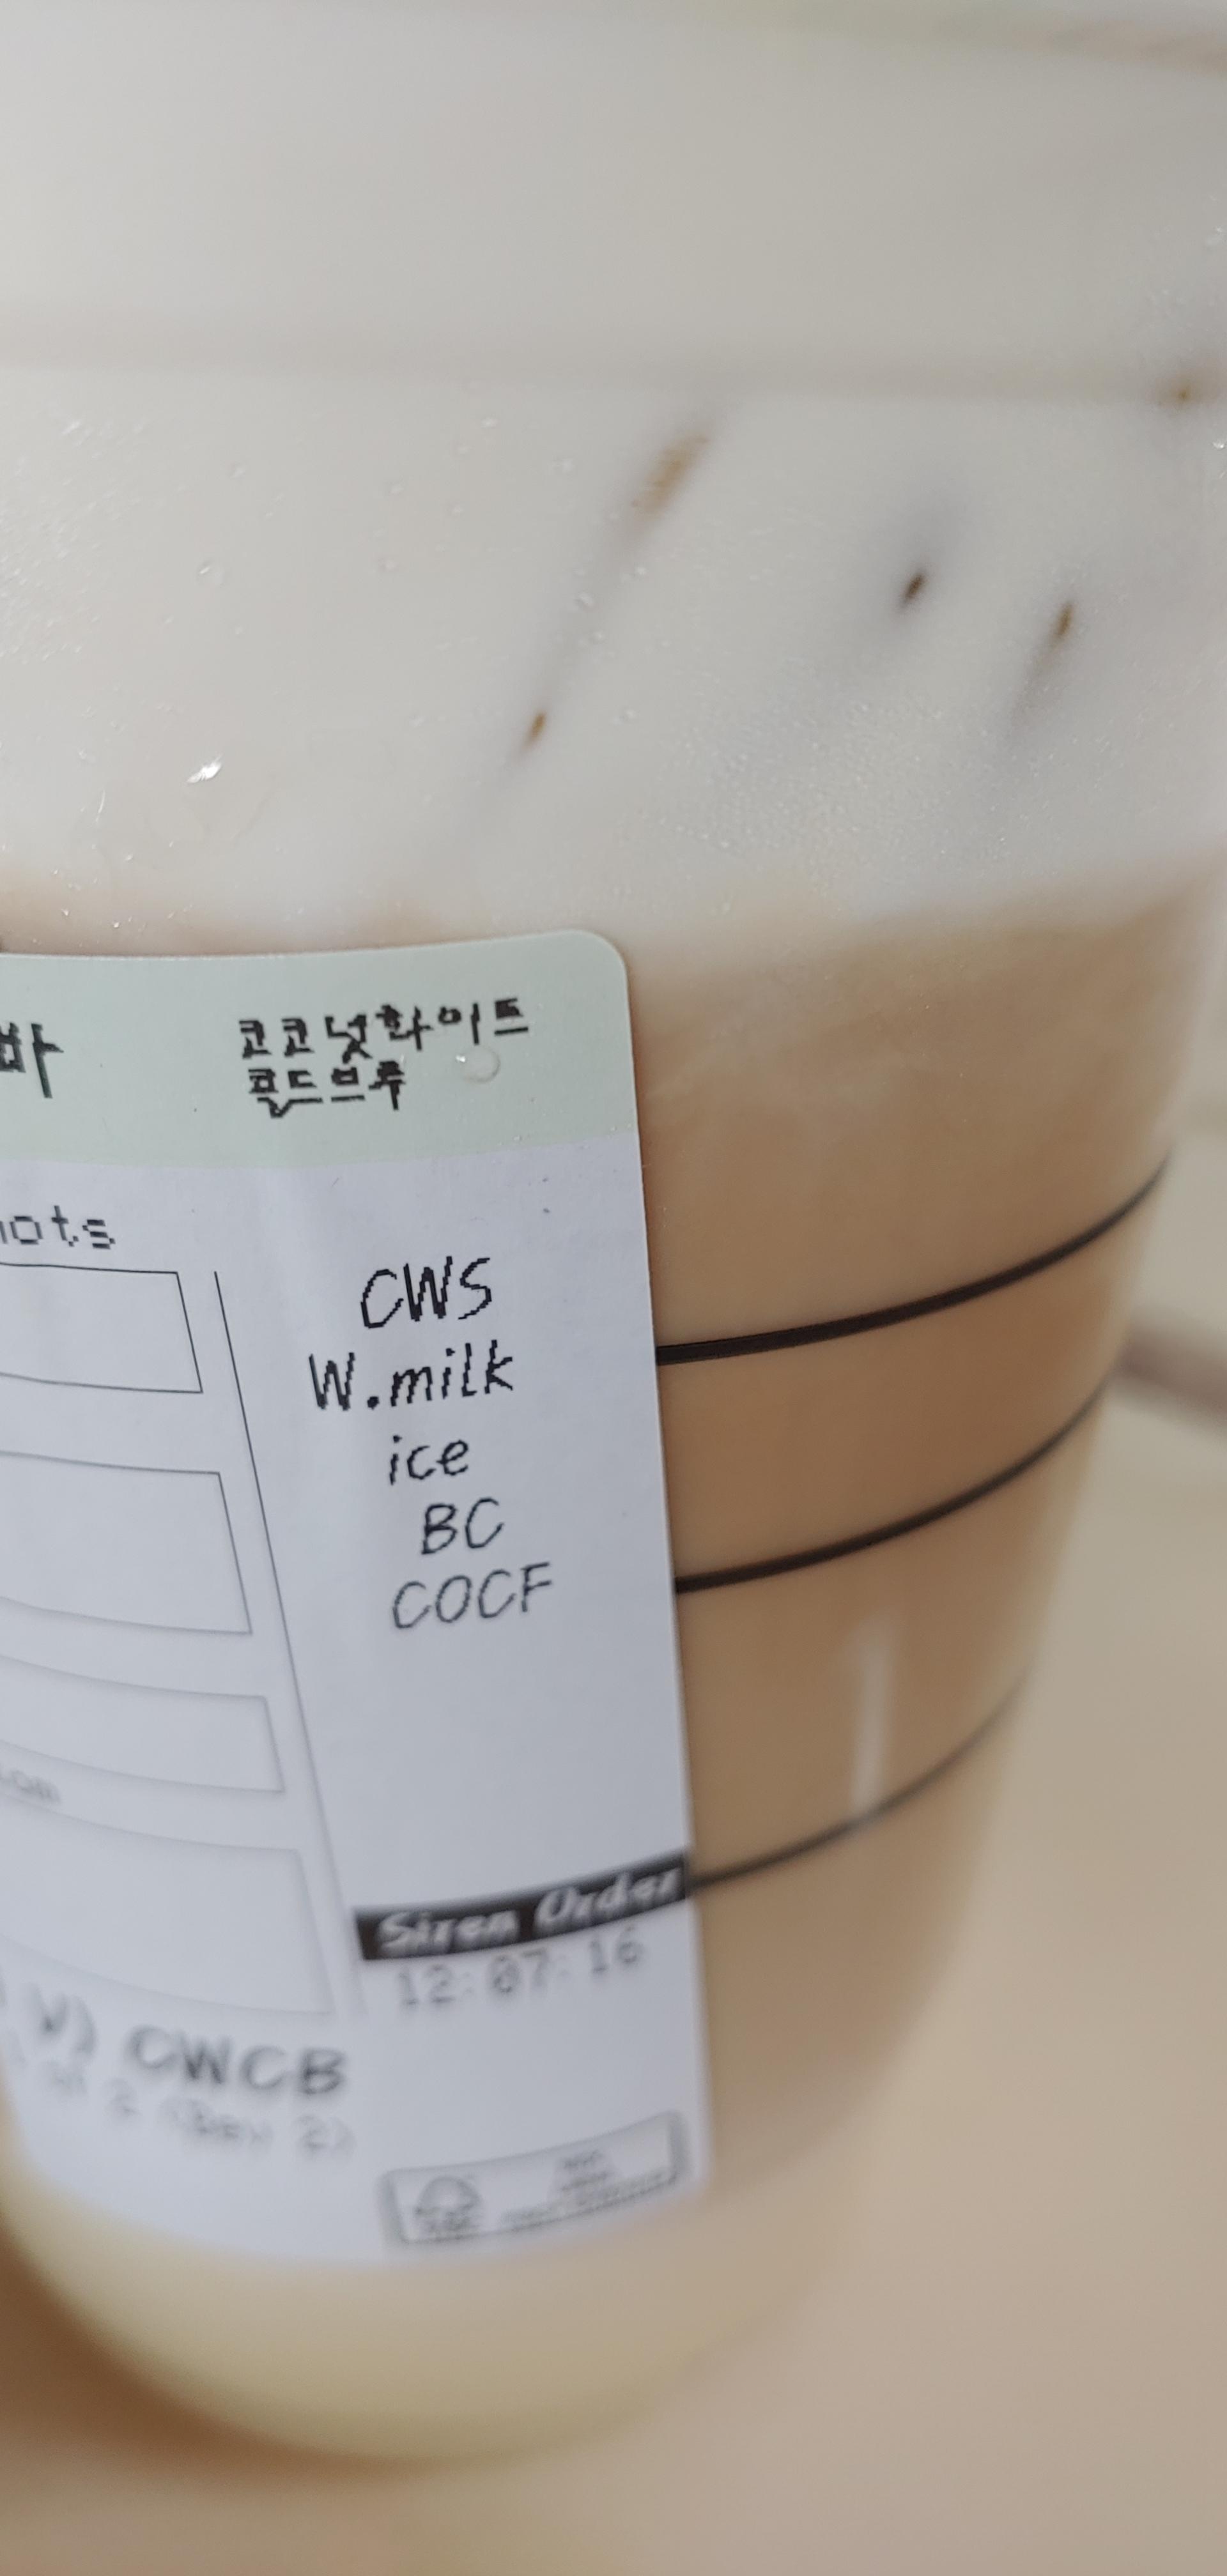 바
코코넛화이트
콜드브루
hots
CWS
W.milk
ice
BC
COCF
Siren Order
12:07:16
V) CWCB